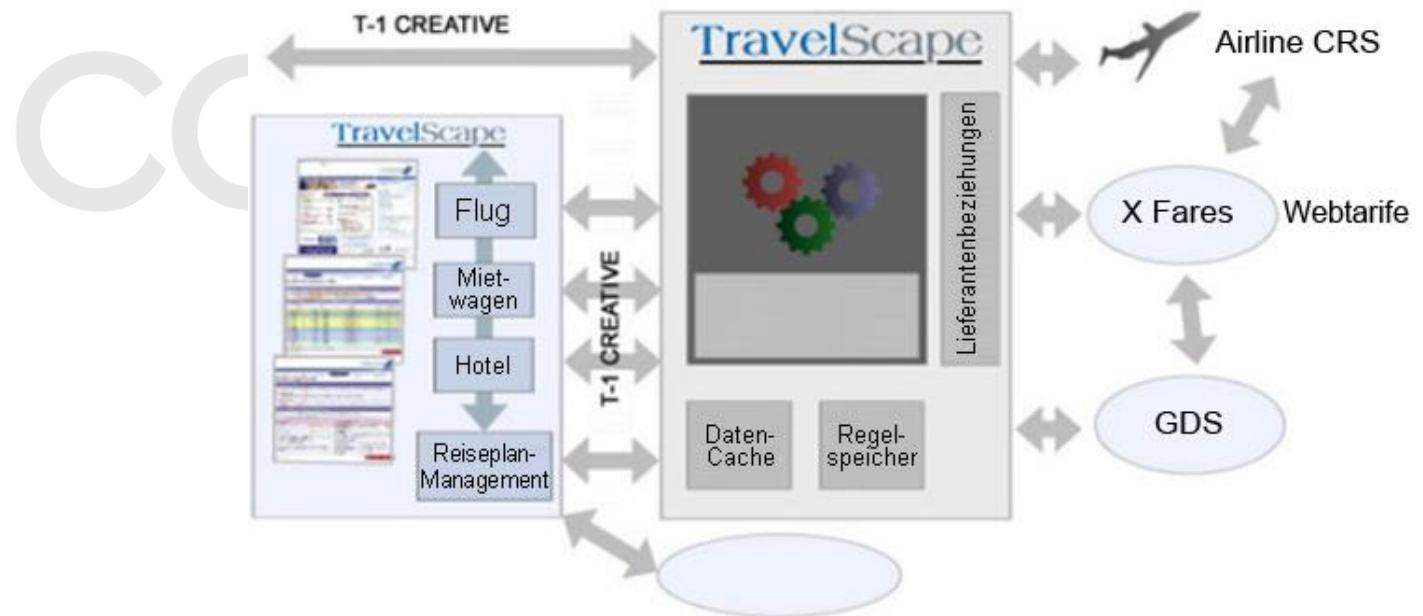 T-1 CREATIVE
TravelScape
Airline CRS
CO
TravelScape
Flug
Miet-
wagen
Hotel
Reiseplan-
Management
T-1 CREATIVE
Lieferantenbeziehungen
X Fares
Webtarife
GDS
Daten-
Cache
Regel-
speicher